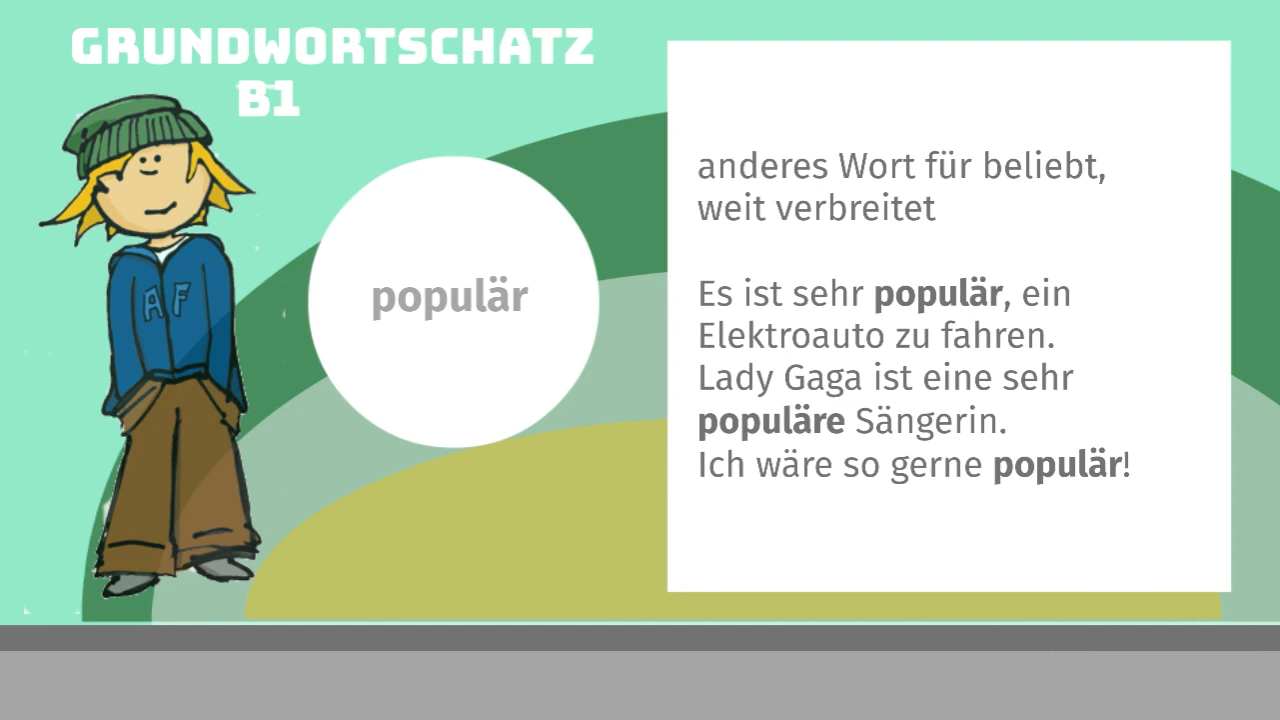 GRUNDWORTSCHATZ
B1
populär
anderes Wort für beliebt,
weit verbreitet
Es ist sehr populär, ein
Elektroauto zu fahren.
Lady Gaga ist eine sehr
populäre Sängerin.
Ich wäre so gerne populär!
AF